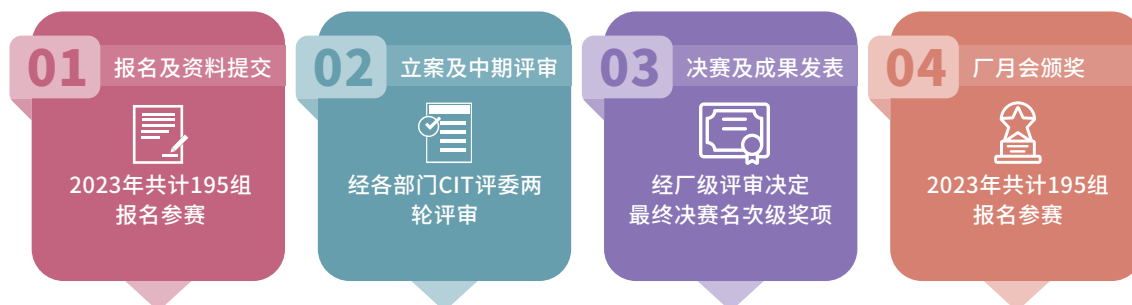 01 报名及资料提交
2023年共计195组
报名参赛
02 立案及中期评审
经各部门CIT评委两
轮评审
03 决赛及成果发表
经厂级评审决定
最终决赛名次级奖项
04 厂月会颁奖
2023年共计195组
报名参赛